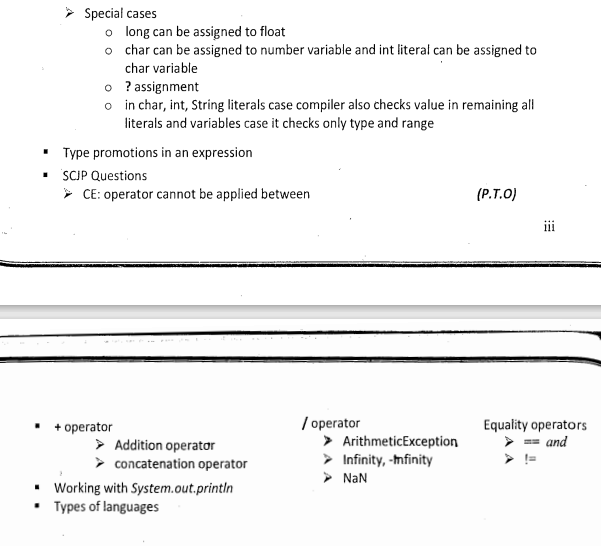 ➢ Special cases
o long can be assigned to float
o char can be assigned to number variable and int literal can be assigned to
char variable
o ? assignment
o in char, int, String literals case compiler also checks value in remaining all
literals and variables case it checks only type and range
▪ Type promotions in an expression
▪ SCJP Questions
➢ CE: operator cannot be applied between (P.T.O)
iii
▪ + operator
➢ Addition operator
➢ concatenation operator
▪ Working with System.out.println
▪ Types of languages
/ operator
➢ ArithmeticException
➢ Infinity, -Infinity
➢ NaN
Equality operators
➢ == and
➢ !=